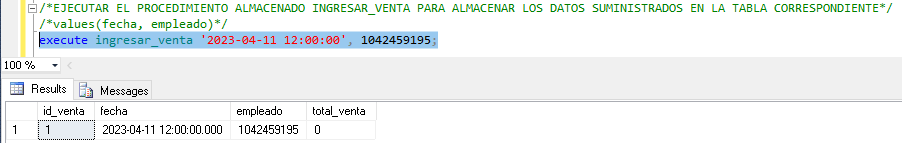 /*EJECUTAR EL PROCEDIMIENTO ALMACENADO INGRESAR_VENTA PARA ALMACENAR LOS DATOS SUMINISTRADOS EN LA TABLA CORRESPONDIENTE*/
/*values(fecha, empleado)*/
execute ingresar_venta '2023-04-11 12:00:00', 1042459195;
100 %
Results Messages
id_venta fecha empleado total_venta
1 1 2023-04-11 12:00:00.000 1042459195 0